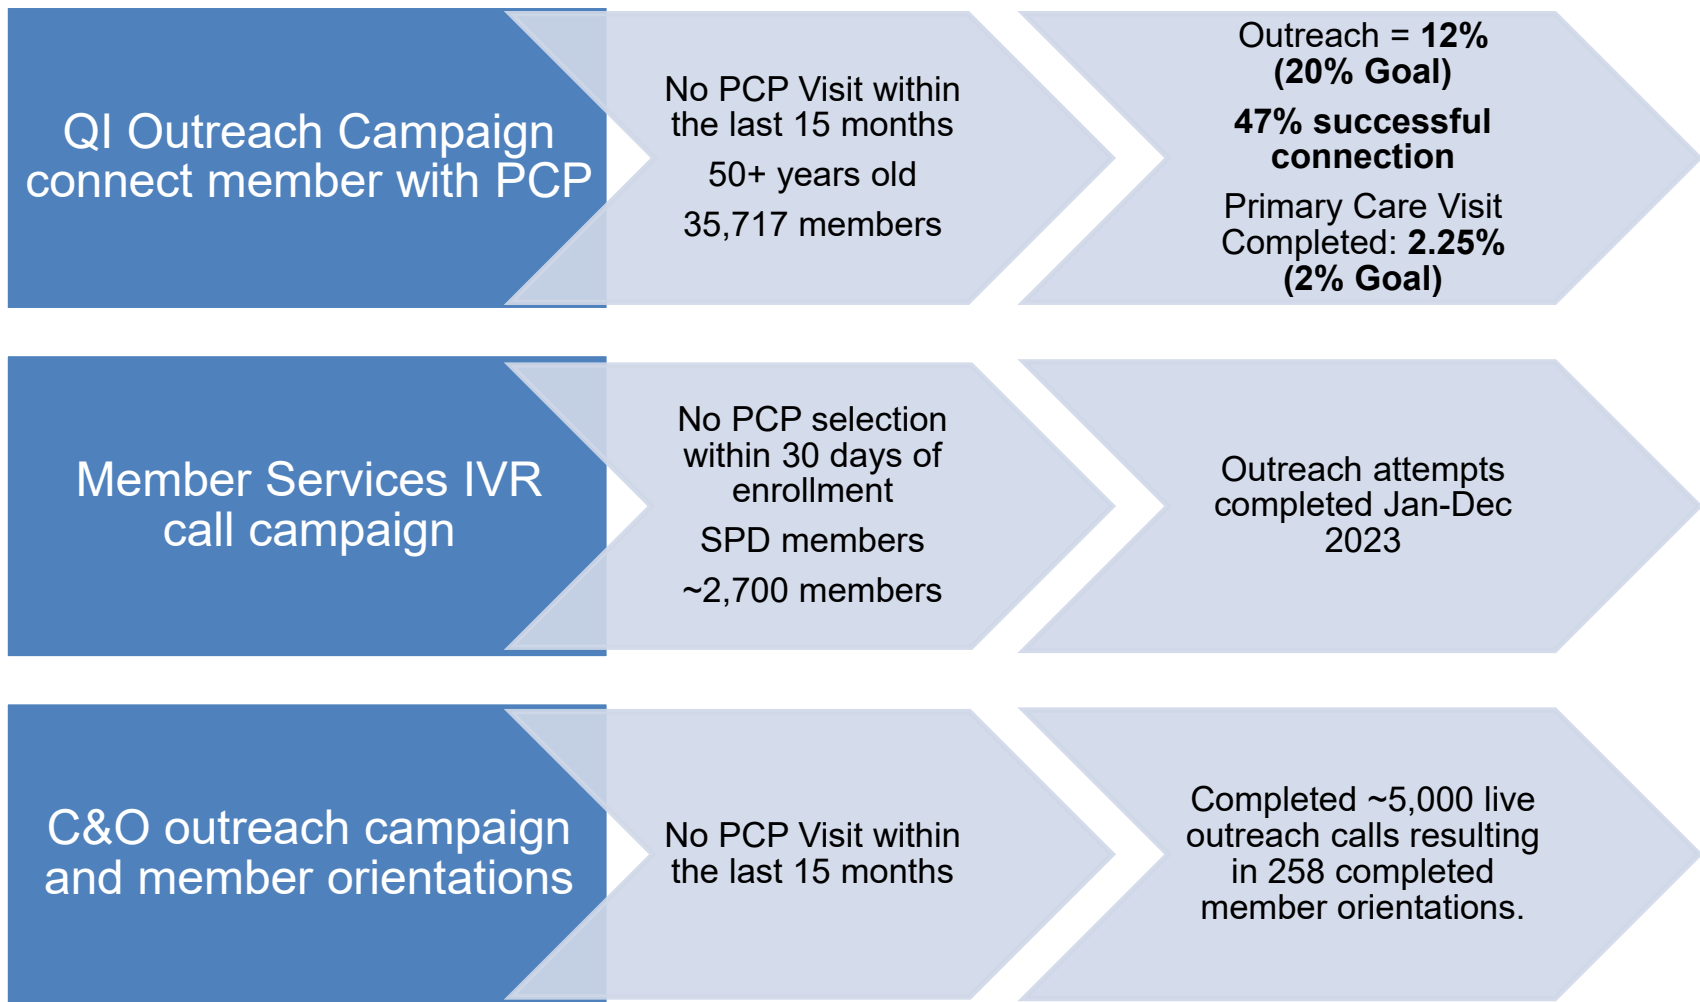 QI Outreach Campaign
connect member with PCP
No PCP Visit within
the last 15 months
50+ years old
35,717 members
Outreach = 12%
(20% Goal)
47% successful
connection
Primary Care Visit
Completed: 2.25%
(2% Goal)
Member Services IVR
call campaign
No PCP selection
within 30 days of
enrollment
SPD members
~2,700 members
Outreach attempts
completed Jan-Dec
2023
C&O outreach campaign
and member orientations
No PCP Visit within
the last 15 months
Completed ~5,000 live
outreach calls resulting
in 258 completed
member orientations.